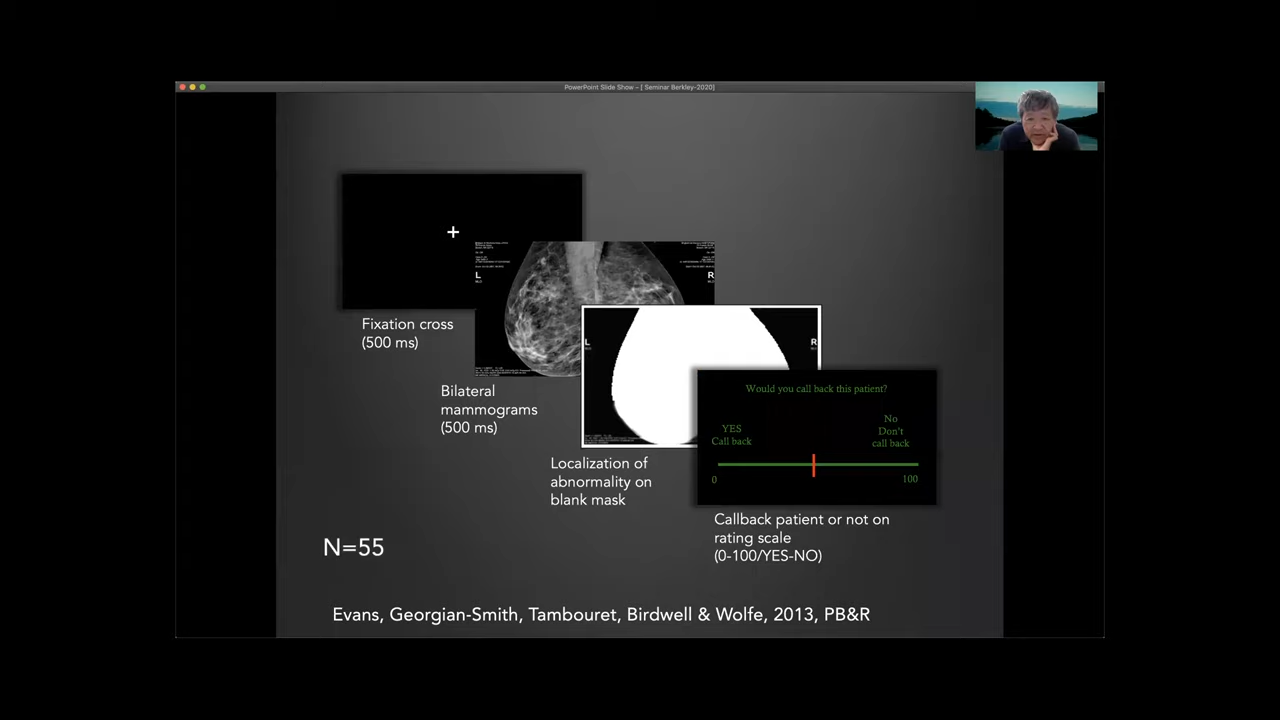 PowerPoint Slide Show - [ Seminar Berkley-2020]
+
Fixation cross
(500 ms)
L
R
Bilateral
mammograms
(500 ms)
L
R
Localization of
abnormality on
blank mask
Would you call back this patient?
YES
Call back
No
Don't
call back
0
100
Callback patient or not on
rating scale
(0-100/YES-NO)
N=55
Evans, Georgian-Smith, Tambouret, Birdwell & Wolfe, 2013, PB&R